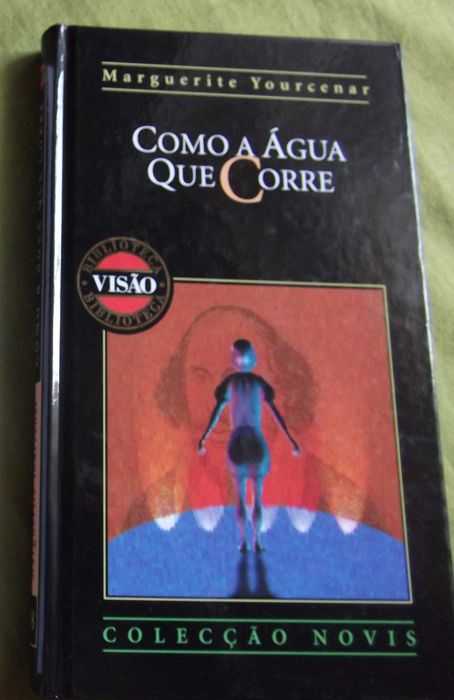 Marguerite Yourcenar
COMO A ÁGUA
QUE CORRE
BIBLIOTECA
VISÃO
BIBLIOTECA
COLECÇÃO NOVIS